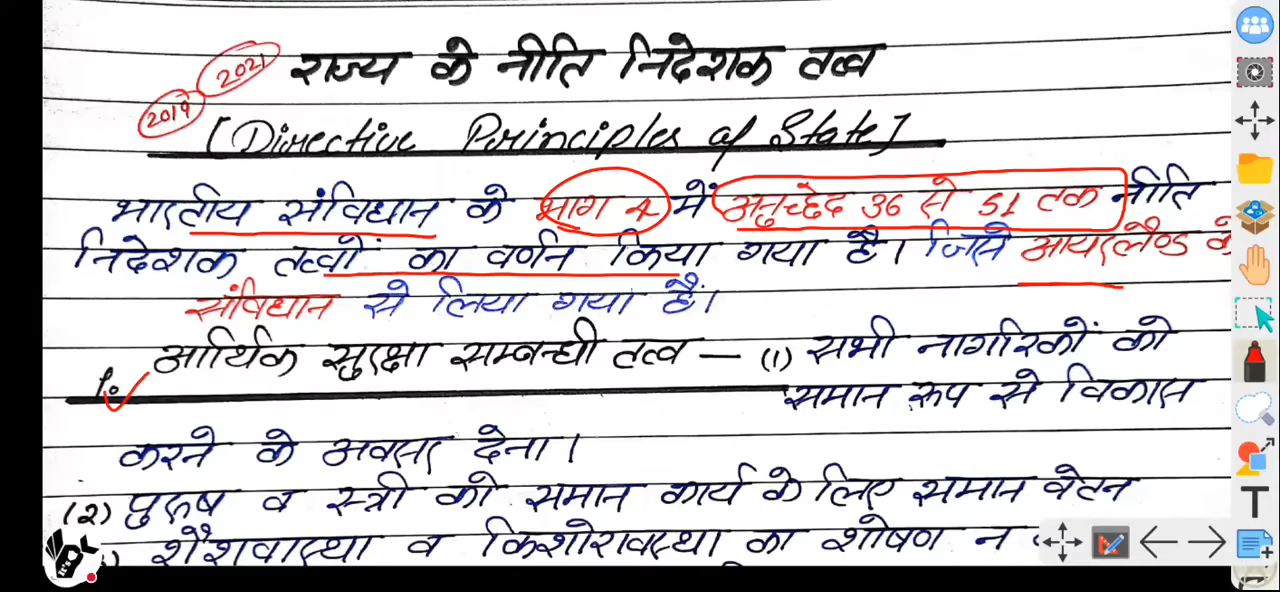 2019 2021 राज्य के नीति निदेशक तत्व
[Directive Principles of State]
भारतीय संविधान के भाग 4 में अनुच्छेद 36 से 51 तक नीति
निदेशक तत्वों का वर्णन किया गया है। जिसे आयरलैण्ड के
संविधान से लिया गया है।
1. आर्थिक सुरक्षा सम्बन्धी तत्व — (1) सभी नागरिकों को
समान रूप से विकास
करने के अवसर देना।
(2) पुरुष व स्त्री को समान कार्य के लिए समान वेतन
शैशवास्था व किशोरावस्था का शोषण न